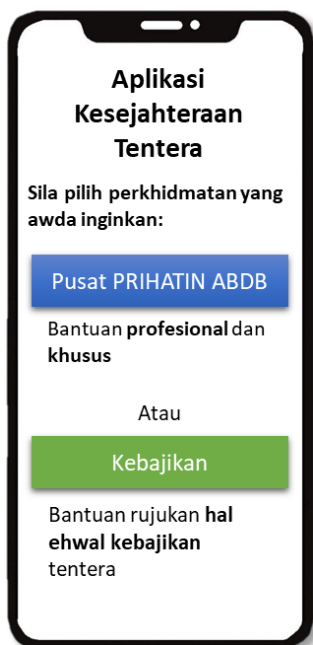 Aplikasi
Kesejahteraan
Tentera
Sila pilih perkhidmatan yang
awda inginkan:
Pusat PRIHATIN ABDB
Bantuan profesional dan
khusus
Atau
Kebajikan
Bantuan rujukan hal
ehwal kebajikan
tentera